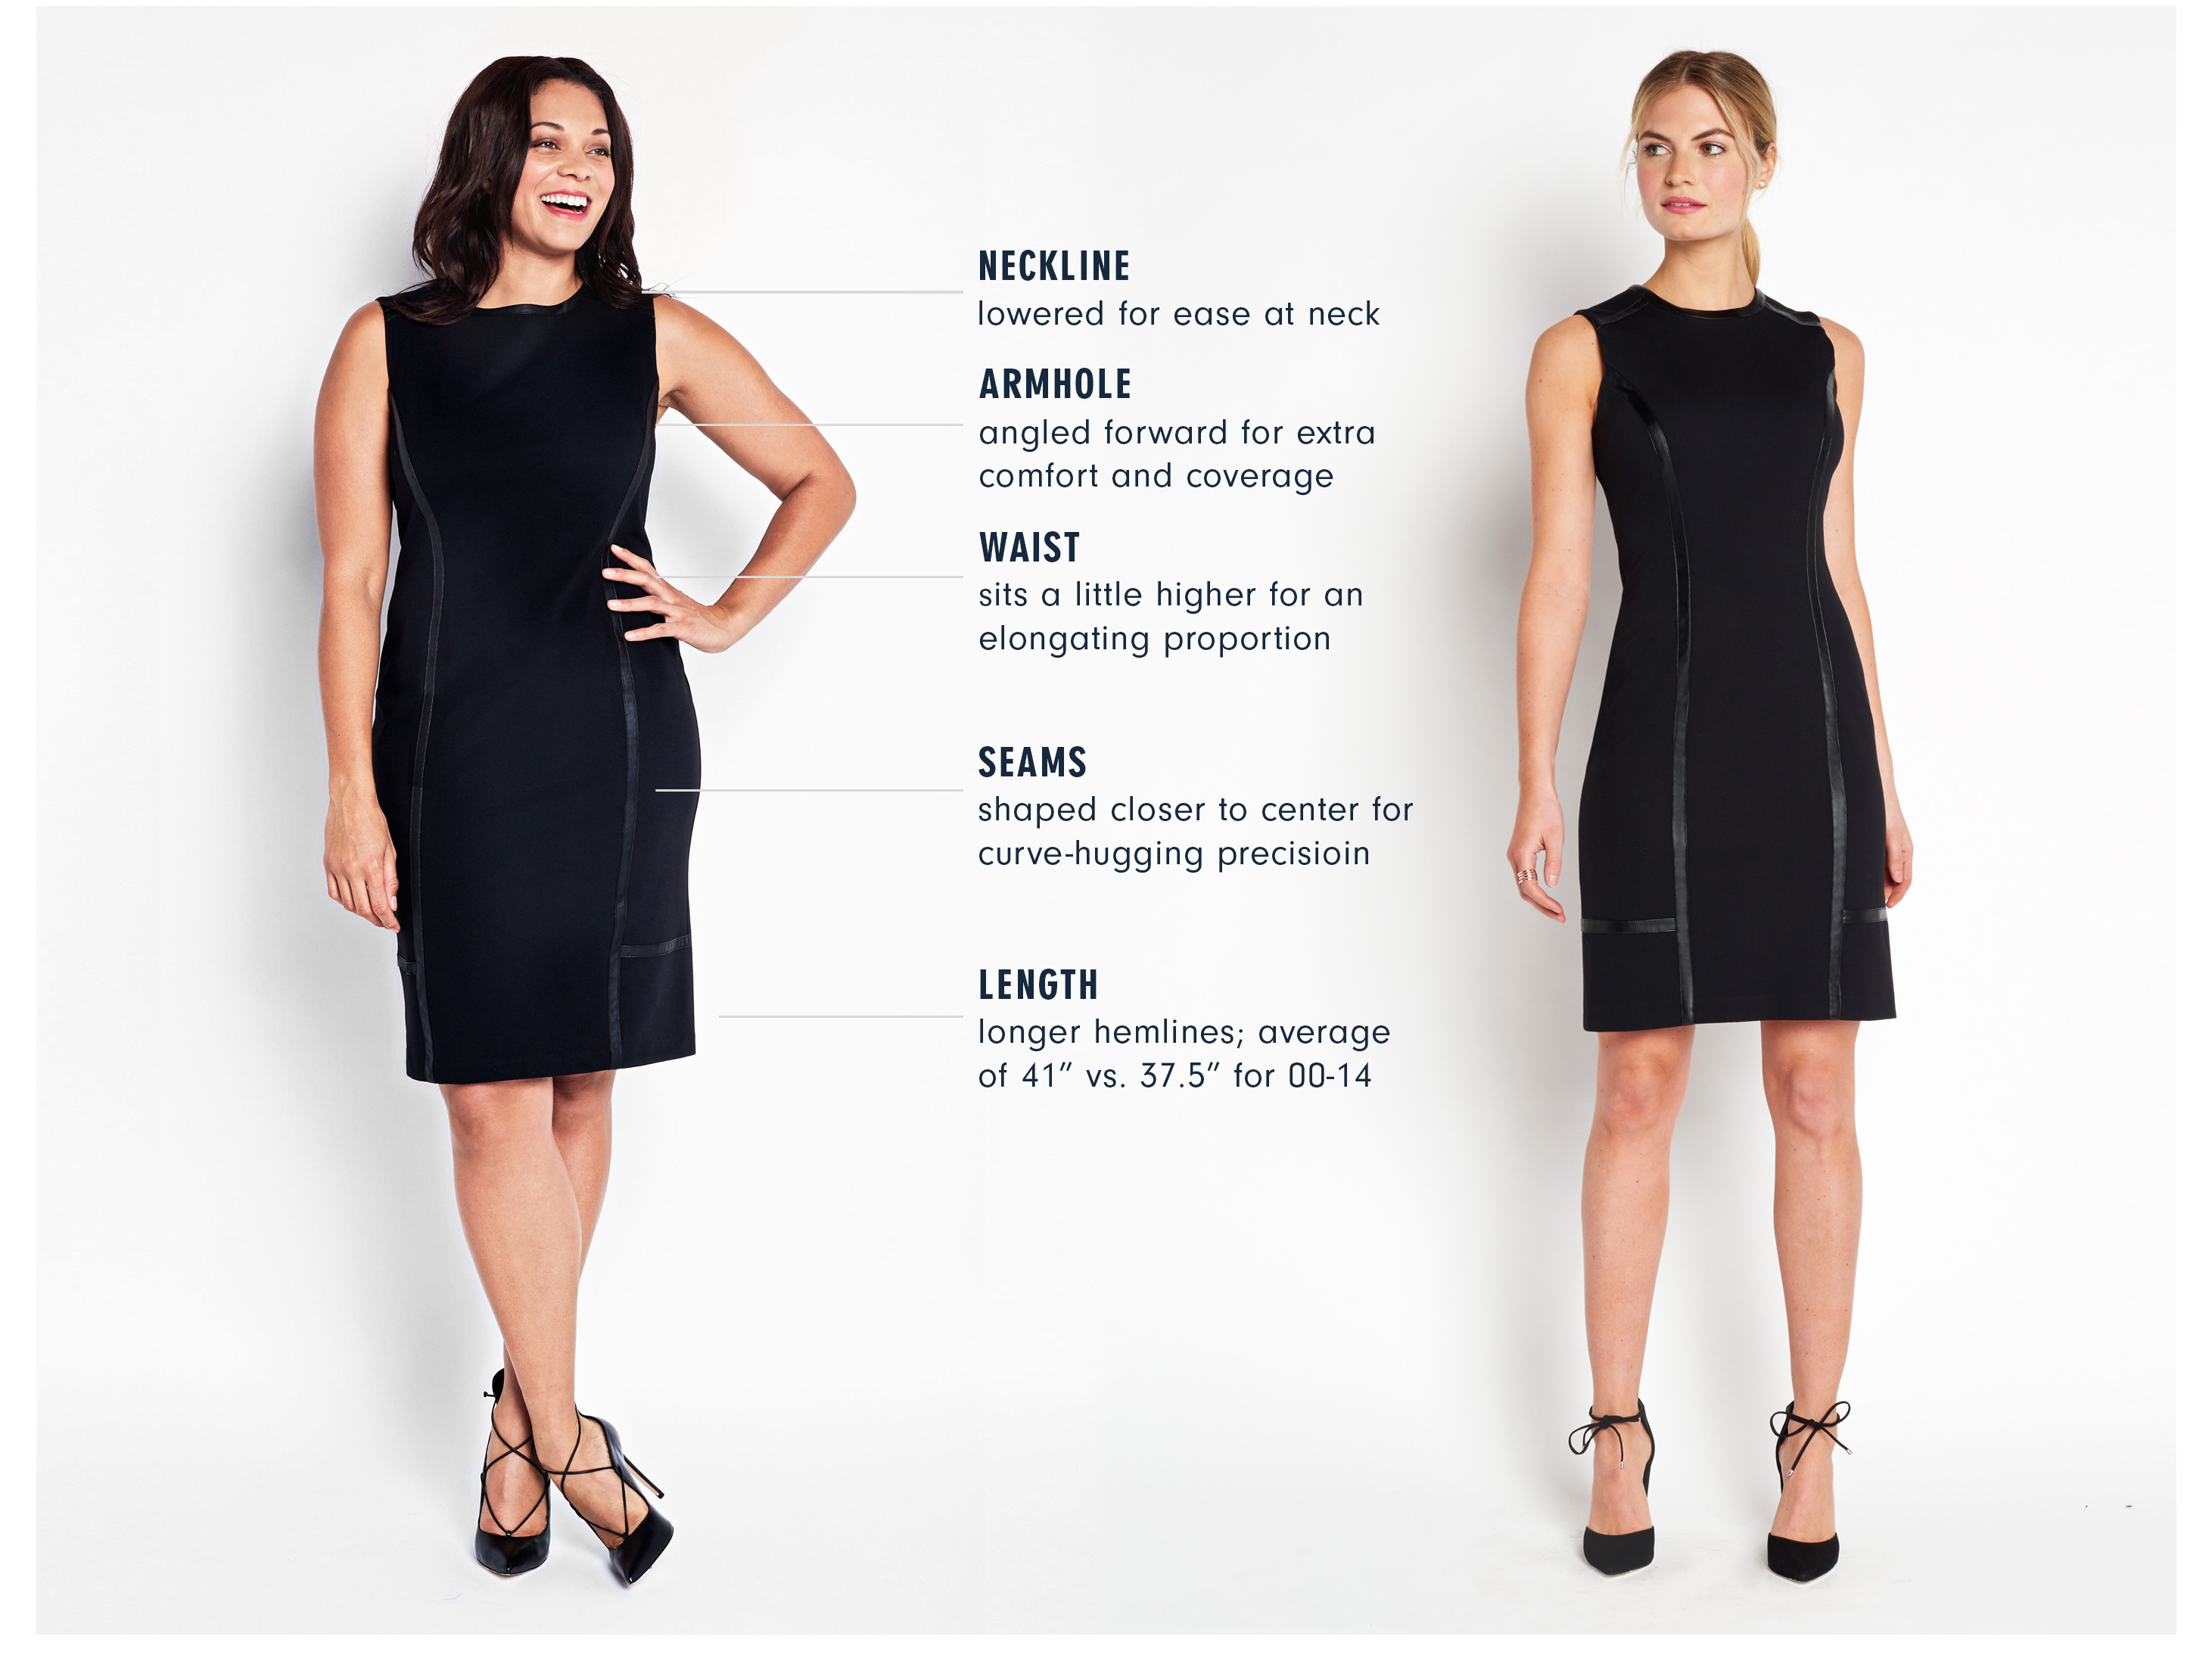 NECKLINE
lowered for ease at neck
ARMHOLE
angled forward for extra
comfort and coverage
WAIST
sits a little higher for an
elongating proportion
SEAMS
shaped closer to center for
curve-hugging precisioin
LENGTH
longer hemlines; average
of 41” vs. 37.5” for 00-14